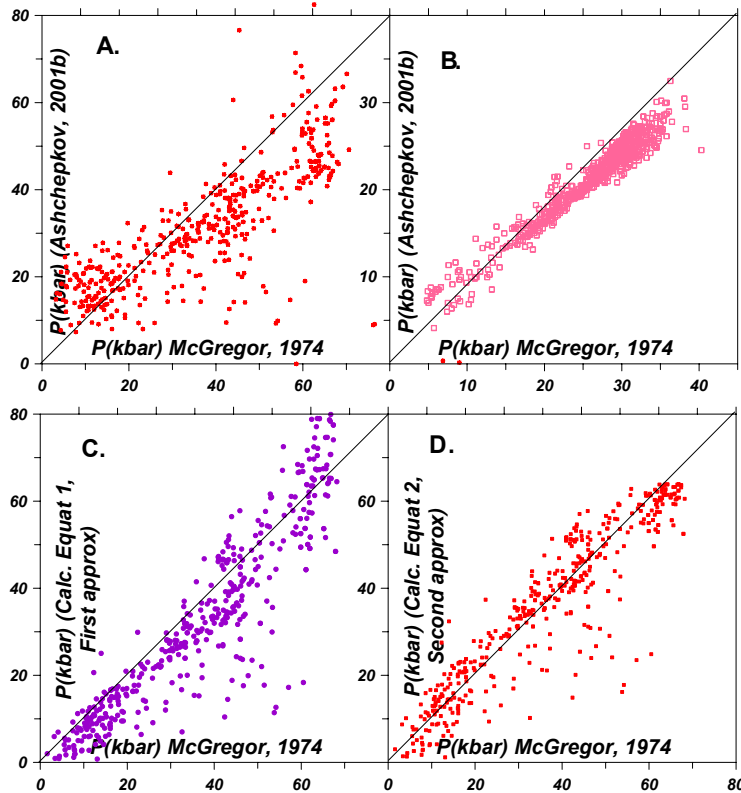 80
60
40
20
0
A.
P(kbar) (Ashchepkov, 2001b)
P(kbar) McGregor, 1974
0 20 40 60
30
20
10
B.
P(kbar) (Ashchepkov, 2001b)
P(kbar) McGregor, 1974
0 10 20 30 40
80
60
40
20
0
C.
P(kbar) (Calc. Equat 1,
First approx)
P(kbar) McGregor, 1974
0 20 40 60
D.
P(kbar) (Calc. Equat 2,
Second approx)
P(kbar) McGregor, 1974
0 20 40 60 80